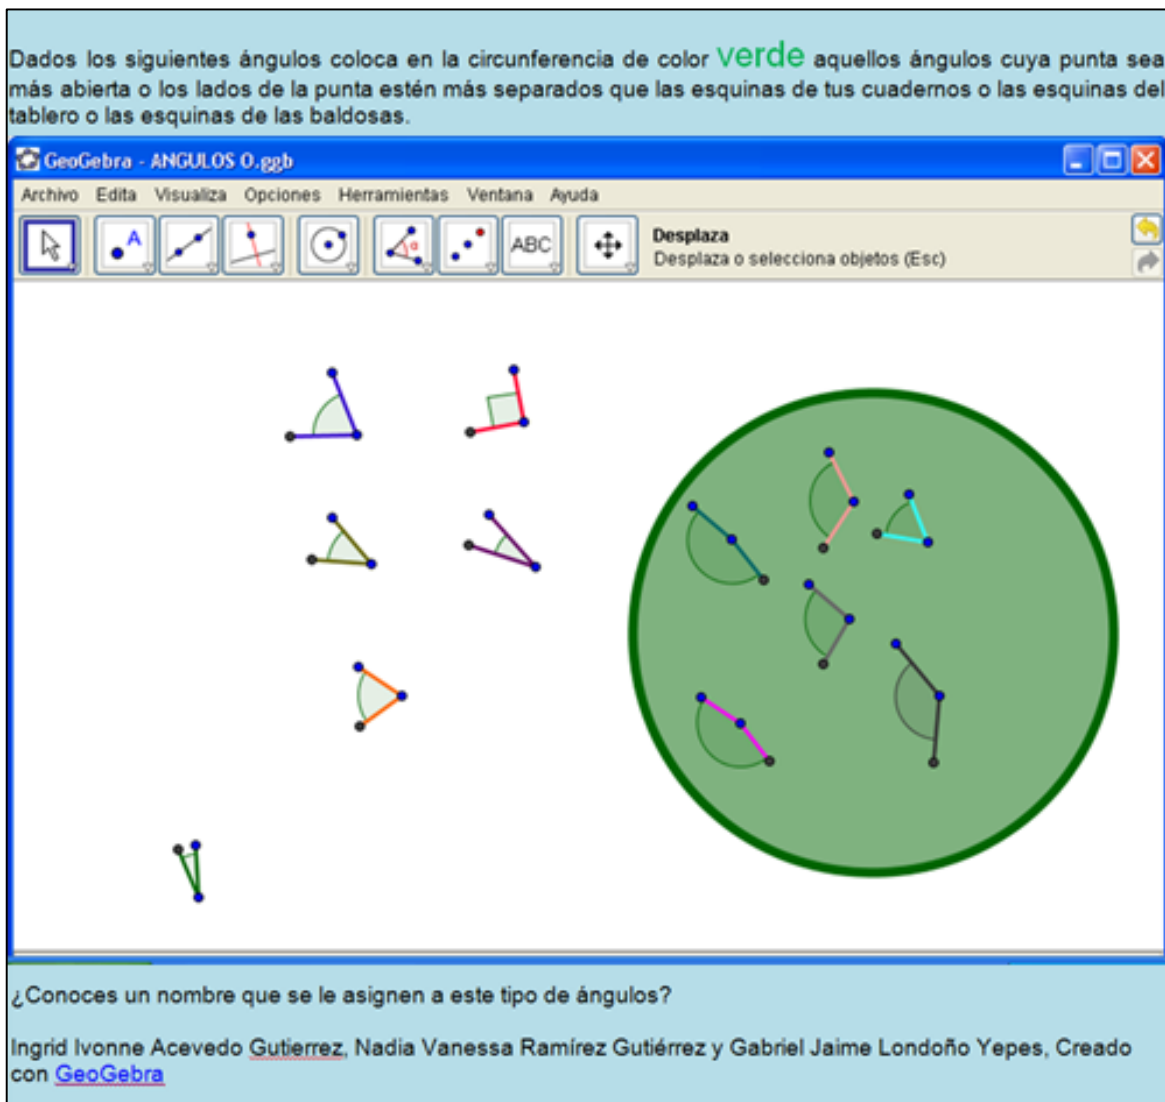 Dados los siguientes ángulos coloca en la circunferencia de color verde aquellos ángulos cuya punta sea
más abierta o los lados de la punta estén más separados que las esquinas de tus cuadernos o las esquinas del
tablero o las esquinas de las baldosas.
GeoGebra - ANGULOS O.ggb
Archivo Edita Visualiza Opciones Herramientas Ventana Ayuda
A
α
ABC
Desplaza
Desplaza o selecciona objetos (Esc)
¿Conoces un nombre que se le asignen a este tipo de ángulos?
Ingrid Ivonne Acevedo Gutierrez, Nadia Vanessa Ramírez Gutiérrez y Gabriel Jaime Londoño Yepes, Creado
con GeoGebra